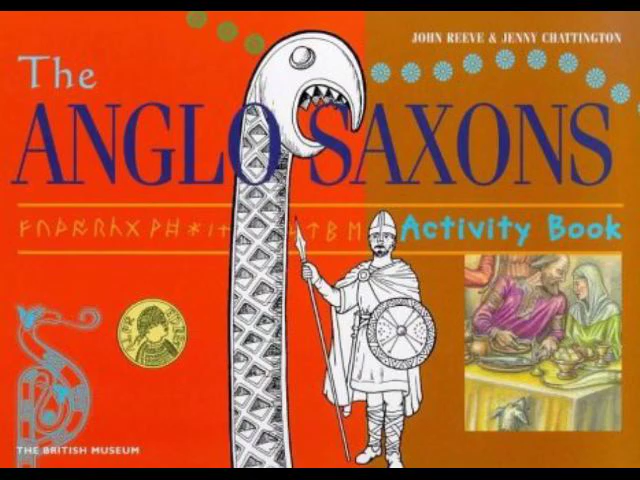 JOHN REEVE & JENNY CHATTINGTON
The
ANGLO SAXONS
Activity Book
THE BRITISH MUSEUM